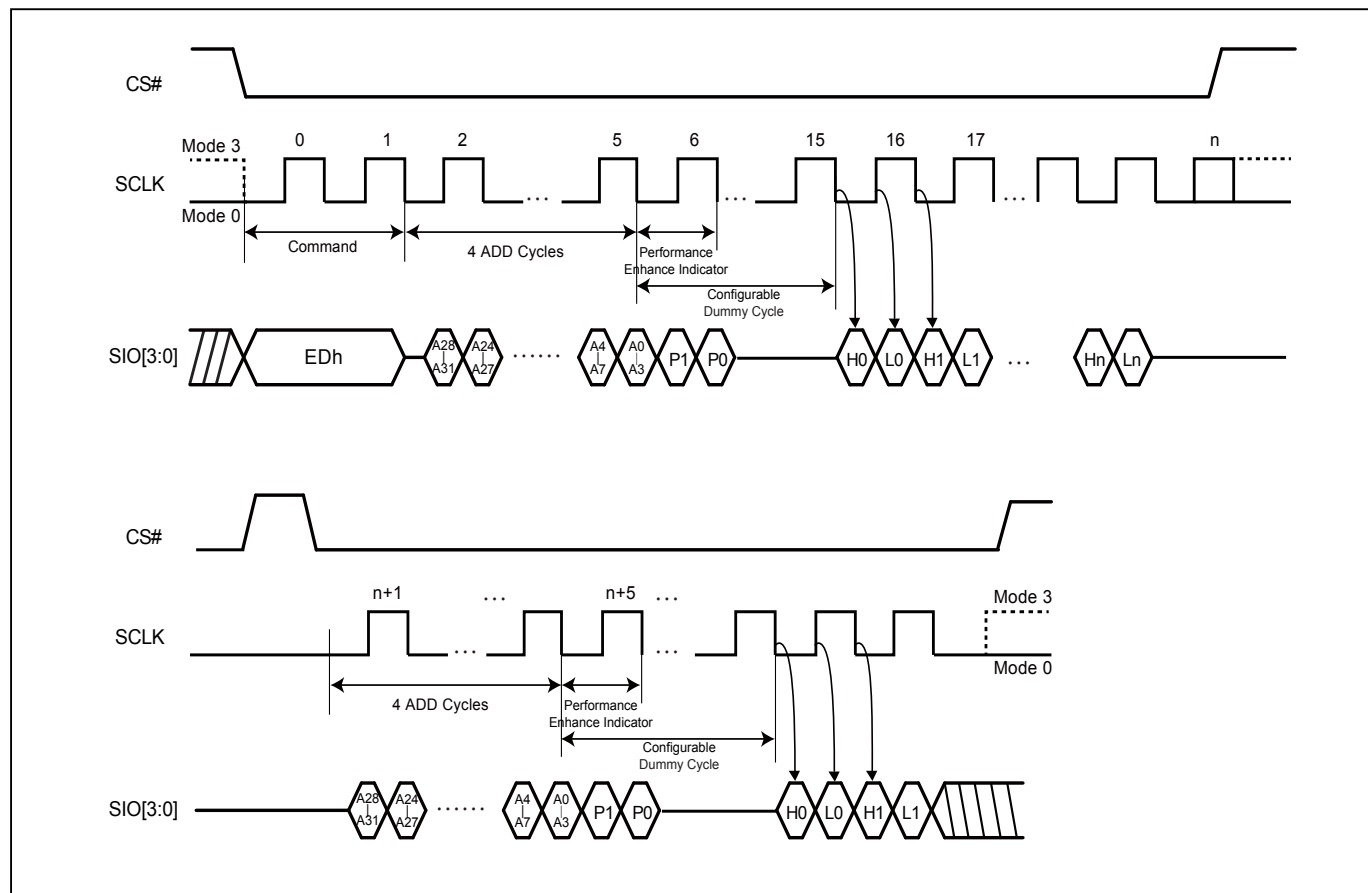 CS#
0 1 2 5 6 15 16 17 n
Mode 3
SCLK
... ... ...
Mode 0
Command
4 ADD Cycles
Performance
Enhance Indicator
Configurable
Dummy Cycle
SIO[3:0]
EDh
A28 | A31
A24 | A27
......
A4 | A7
A0 | A3
P1 P0 H0 L0 H1 L1 ... Hn Ln
CS#
n+1 ... n+5 ...
Mode 3
SCLK
... ...
Mode 0
4 ADD Cycles
Performance
Enhance Indicator
Configurable
Dummy Cycle
SIO[3:0]
A28 | A31
A24 | A27
......
A4 | A7
A0 | A3
P1 P0 H0 L0 H1 L1